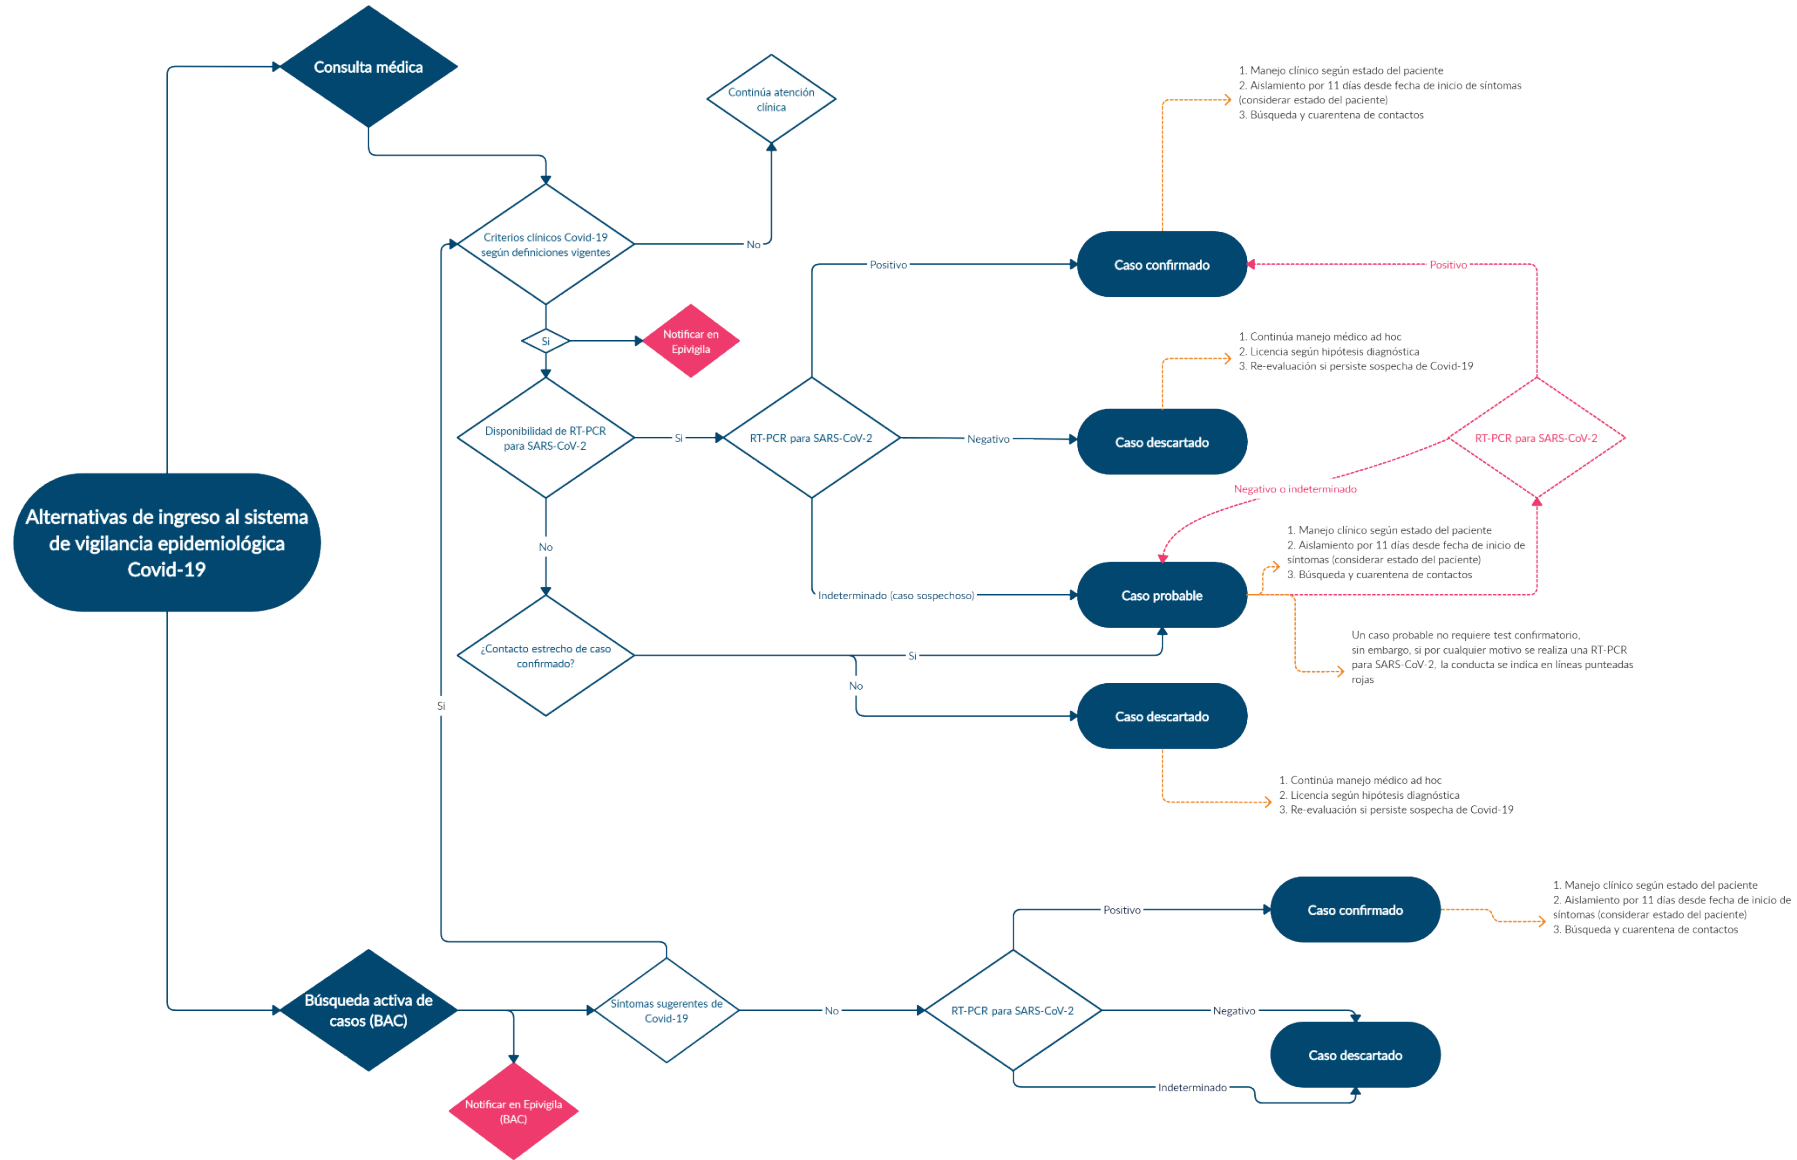 Consulta médica
Continúa atención
clínica
1. Manejo clínico según estado del paciente
2. Aislamiento por 11 días desde fecha de inicio de síntomas
(considerar estado del paciente)
3. Búsqueda y cuarentena de contactos
Criterios clínicos Covid-19
según definiciones vigentes
No
Positivo
Caso confirmado
Positivo
Si
Notificar en
Epivigila
1. Continúa manejo médico ad hoc
2. Licencia según hipótesis diagnóstica
3. Re-evaluación si persiste sospecha de Covid-19
Disponibilidad de RT-PCR
para SARS-CoV-2
Si
RT-PCR para SARS-CoV-2
Negativo
Caso descartado
RT-PCR para SARS-CoV-2
Negativo o indeterminado
Alternativas de ingreso al sistema
de vigilancia epidemiológica
Covid-19
No
1. Manejo clínico según estado del paciente
2. Aislamiento por 11 días desde fecha de inicio de
síntomas (considerar estado del paciente)
3. Búsqueda y cuarentena de contactos
Indeterminado (caso sospechoso)
Caso probable
¿Contacto estrecho de caso
confirmado?
Si
Un caso probable no requiere test confirmatorio,
sin embargo, si por cualquier motivo se realiza una RT-PCR
para SARS-CoV-2, la conducta se indica en líneas punteadas
rojas
No
Si
Caso descartado
1. Continúa manejo médico ad hoc
2. Licencia según hipótesis diagnóstica
3. Re-evaluación si persiste sospecha de Covid-19
Positivo
Caso confirmado
1. Manejo clínico según estado del paciente
2. Aislamiento por 11 días desde fecha de inicio de
síntomas (considerar estado del paciente)
3. Búsqueda y cuarentena de contactos
Búsqueda activa de
casos (BAC)
Síntomas sugerentes de
Covid-19
No
RT-PCR para SARS-CoV-2
Negativo
Caso descartado
Indeterminado
Notificar en Epivigila
(BAC)